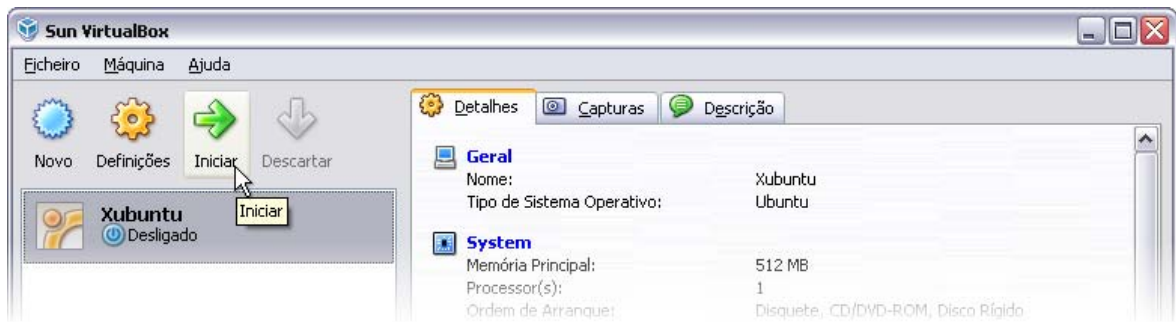 Sun VirtualBox
Ficheiro Máquina Ajuda
Novo Definições Iniciar Descartar
Iniciar
Xubuntu
Desligado
Detalhes Capturas Descrição
Geral
Nome: Xubuntu
Tipo de Sistema Operativo: Ubuntu
System
Memória Principal: 512 MB
Processor(s): 1
Ordem de Arranque: Disquete, CD/DVD-ROM, Disco Rígido